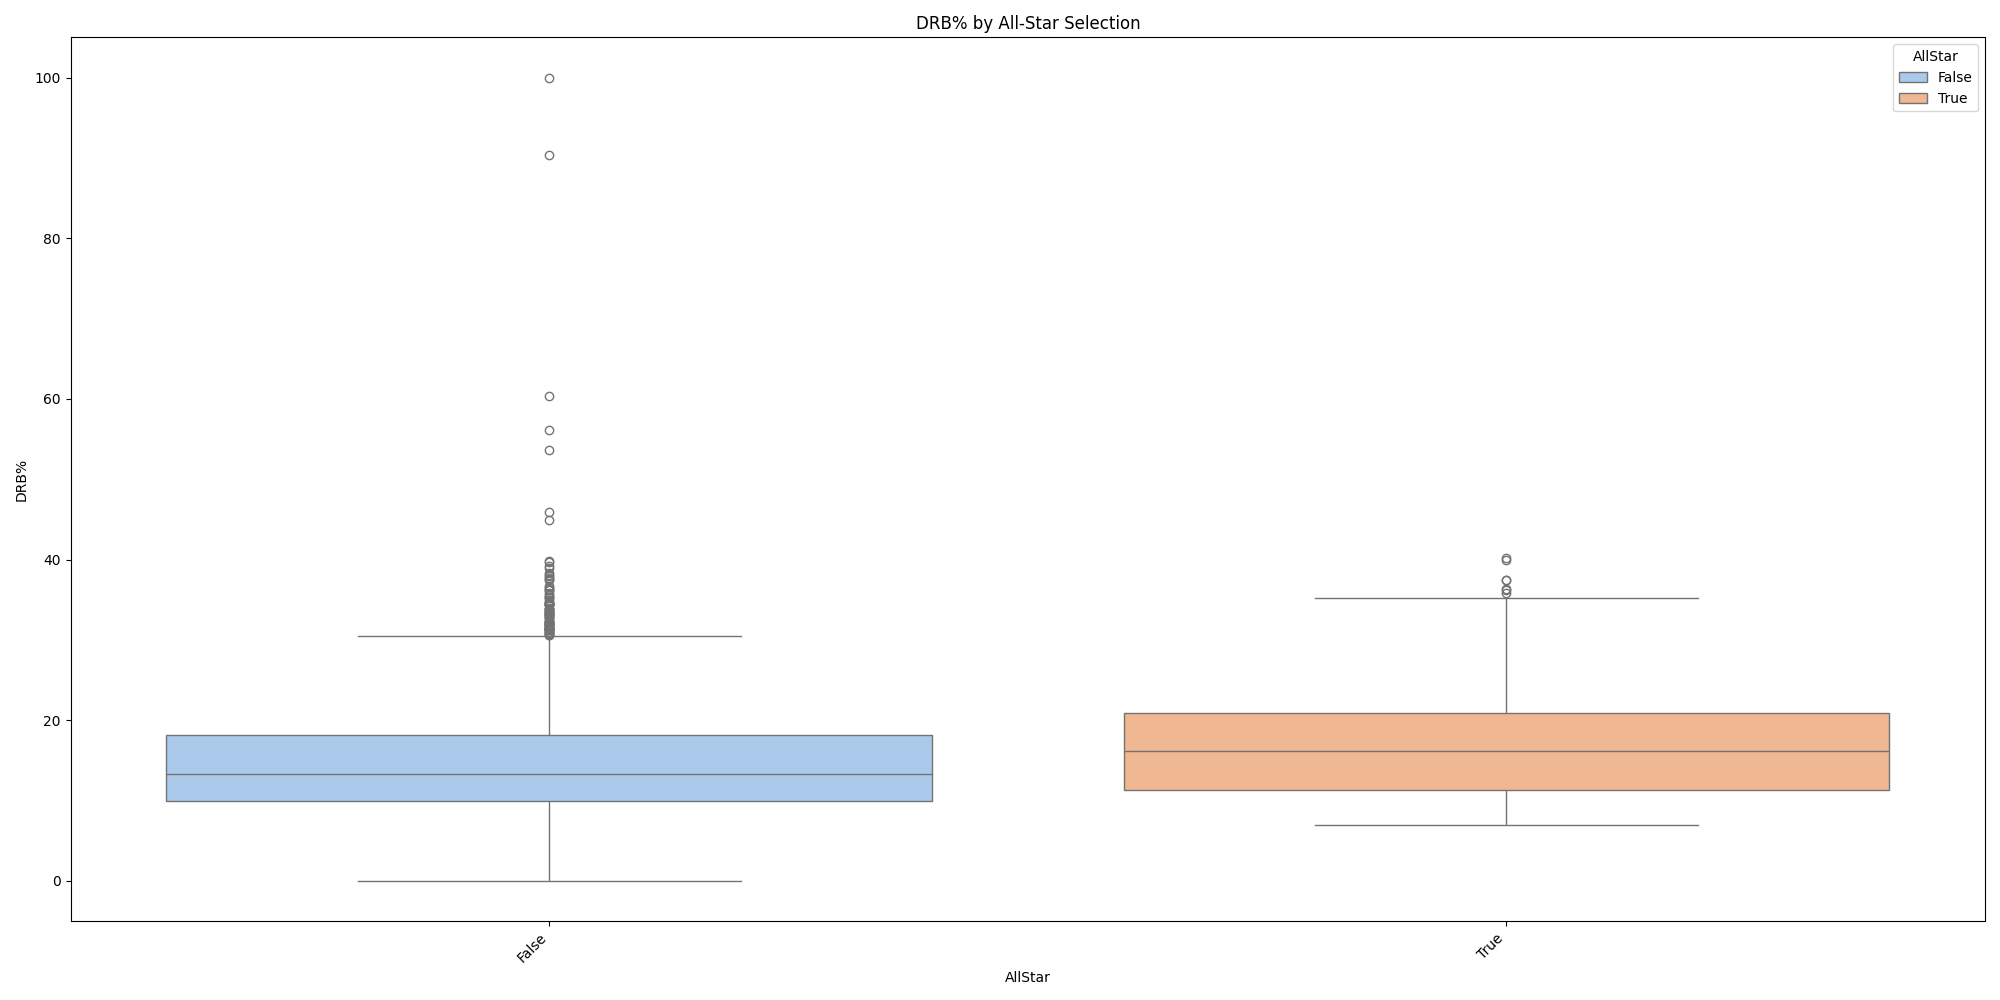 DRB% by All-Star Selection
AllStar
False
True
100
80
60
40
20
0
DRB%
False
True
AllStar